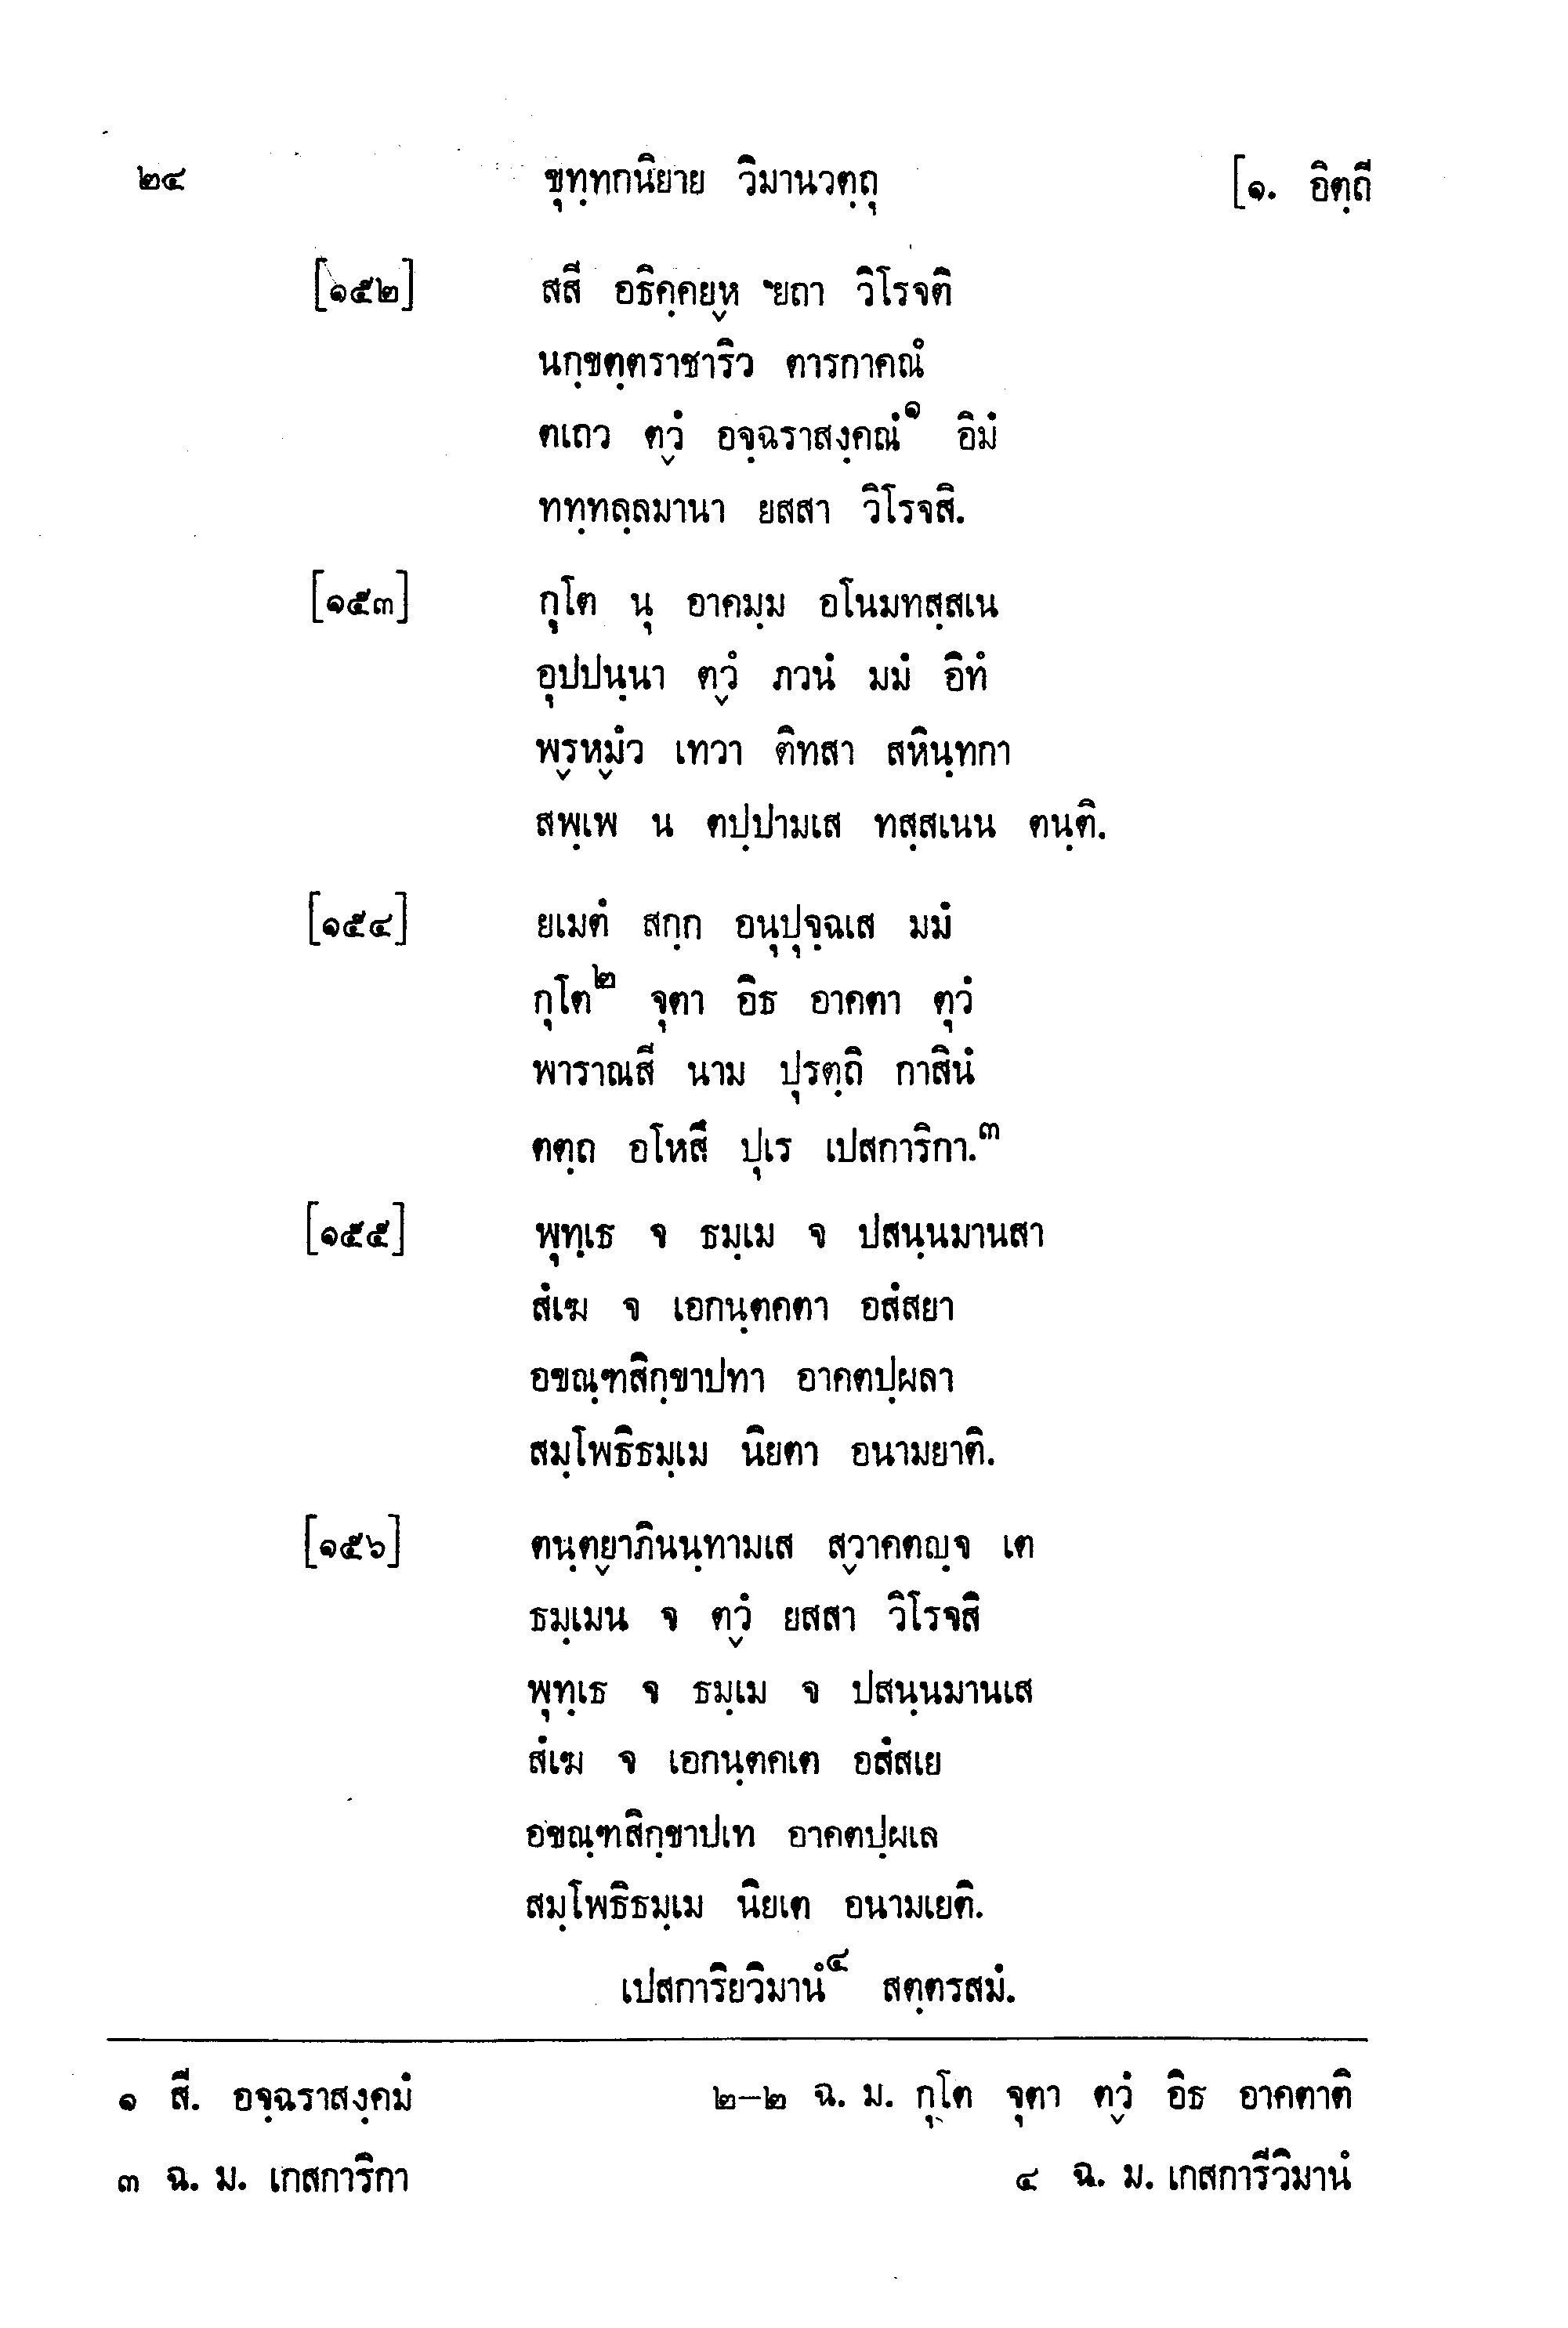 ๒๔ ขุทฺทกนิยาย วิมานวตฺถุ [๑. อิตฺถี
[๑๕๒] สสี อธิคฺคยฺห ยถา วิโรจติ
นกฺขตฺตราชาริว ตารกาคณํ
ตเถว ตฺวํ อจฺฉราสงฺคณํ๑ อิมํ
ททฺทลฺลมานา ยสสา วิโรจสิ.
[๑๕๓] กุโต นุ อาคมฺม อโนมทสฺสเน
อุปปนฺนา ตฺวํ ภวนํ มมํ อิทํ
พฺรหฺมํว เทวา ติทสา สหินฺทกา
สพฺเพ น ตปฺปามเส ทสฺสเนน ตนฺติ.
[๑๕๔] ยเมตํ สกฺก อนุปุจฺฉเส มมํ
กุโต๒ จุตา อิธ อาคตา ตุวํ
พาราณสี นาม ปุรตฺถิ กาสินํ
ตตฺถ อโหสึ ปุเร เปสการิกา.๓
[๑๕๕] พุทฺเธ จ ธมฺเม จ ปสนฺนมานสา
สํเฆ จ เอกนฺตคตา อสํสยา
อขณฺฑสิกฺขาปทา อาคตปฺผลา
สมฺโพธิธมฺเม นิยตา อนามยาติ.
[๑๕๖] ตนฺตฺยาภินนฺทามเส สฺวาคตญฺจ เต
ธมฺเมน จ ตฺวํ ยสสา วิโรจสิ
พุทฺเธ จ ธมฺเม จ ปสนฺนมานเส
สํเฆ จ เอกนฺตคเต อสํสเย
อขณฺฑสิกฺขาปเท อาคตปฺผเล
สมฺโพธิธมฺเม นิยเต อนามเยติ.
เปสการิยวิมานํ๔ สตฺตรสมํ.
๑ สี. อจฺฉราสงฺคมํ ๒–๒ ฉ. ม. กุโต จุตา ตฺวํ อิธ อาคตาติ
๓ ฉ. ม. เกสการิกา ๔ ฉ. ม. เกสการีวิมานํ